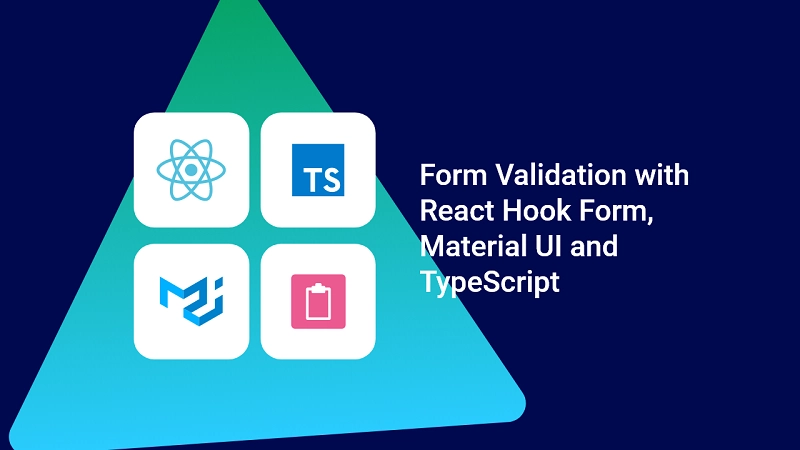 TS
Form Validation with
React Hook Form,
Material UI and
TypeScript